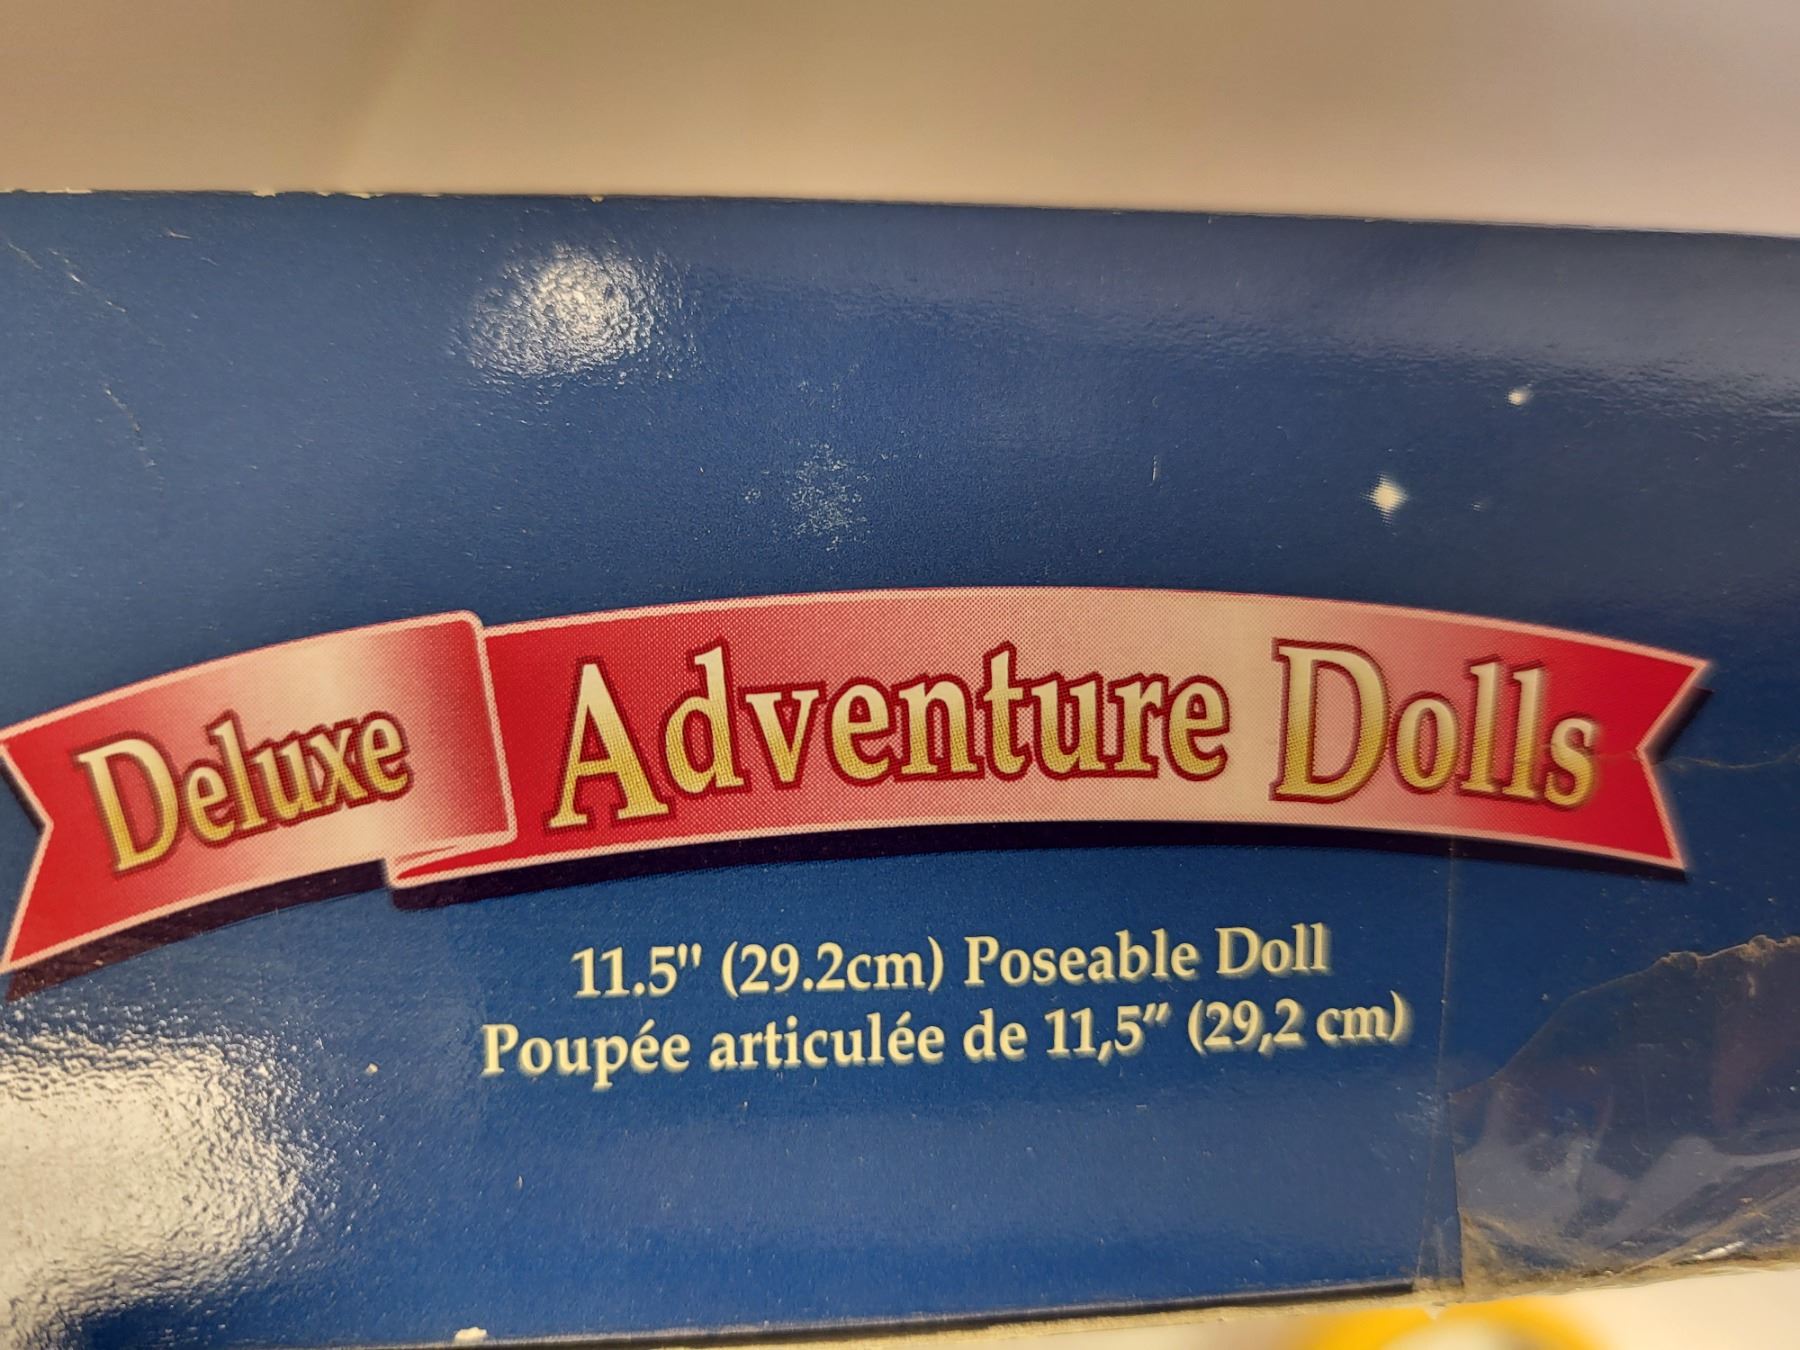 Deluxe Adventure Dolls
11.5" (29.2cm) Poseable Doll
Poupée articulée de 11,5” (29,2 cm)